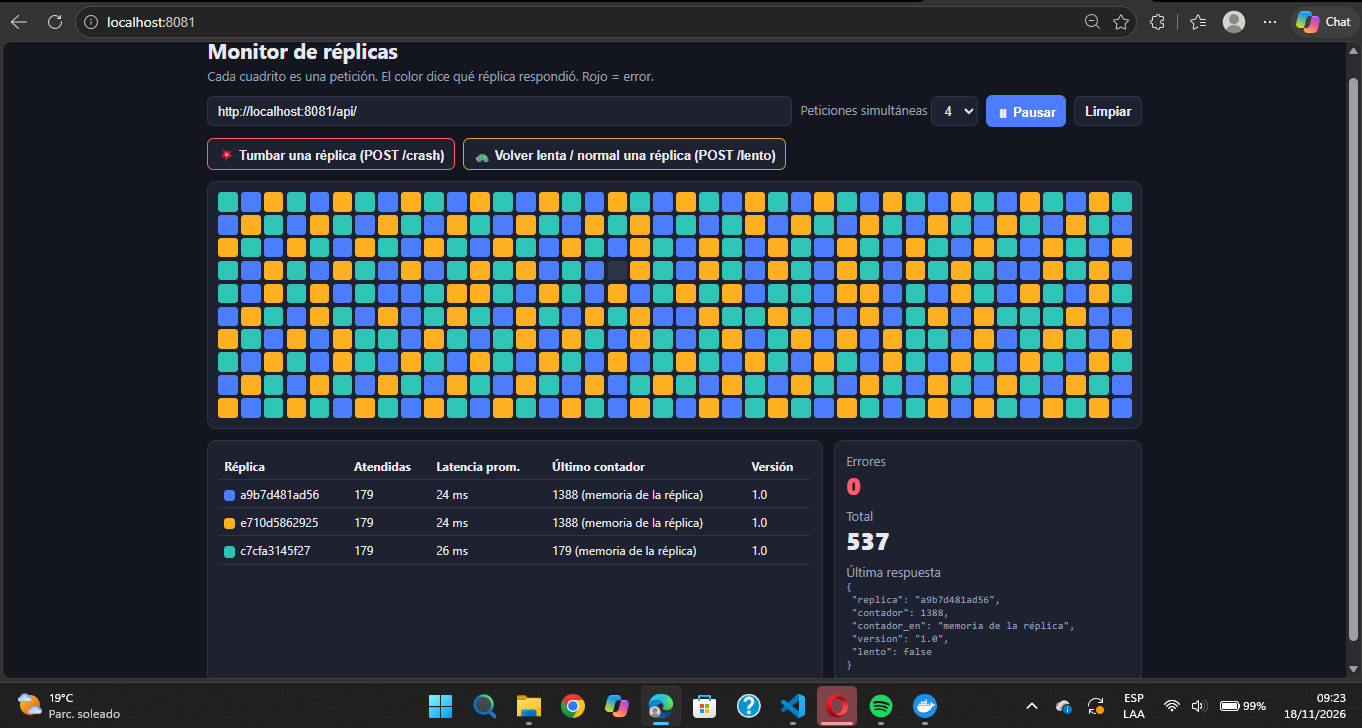 localhost:8081
Chat
Monitor de réplicas
Cada cuadrito es una petición. El color dice qué réplica respondió. Rojo = error.
http://localhost:8081/api/
Peticiones simultáneas 4
Pausar
Limpiar
Tumbar una réplica (POST /crash)
Volver lenta / normal una réplica (POST /lento)
Réplica Atendidas Latencia prom. Último contador Versión
a9b7d481ad56 179 24 ms 1388 (memoria de la réplica) 1.0
e710d5862925 179 24 ms 1388 (memoria de la réplica) 1.0
c7cfa3145f27 179 26 ms 179 (memoria de la réplica) 1.0
Errores
0
Total
537
Última respuesta
{
"replica": "a9b7d481ad56",
"contador": 1388,
"contador_en": "memoria de la réplica",
"version": "1.0",
"lento": false
}
19°C
Parc. soleado
ESP
LAA
99%
09:23
18/11/2026